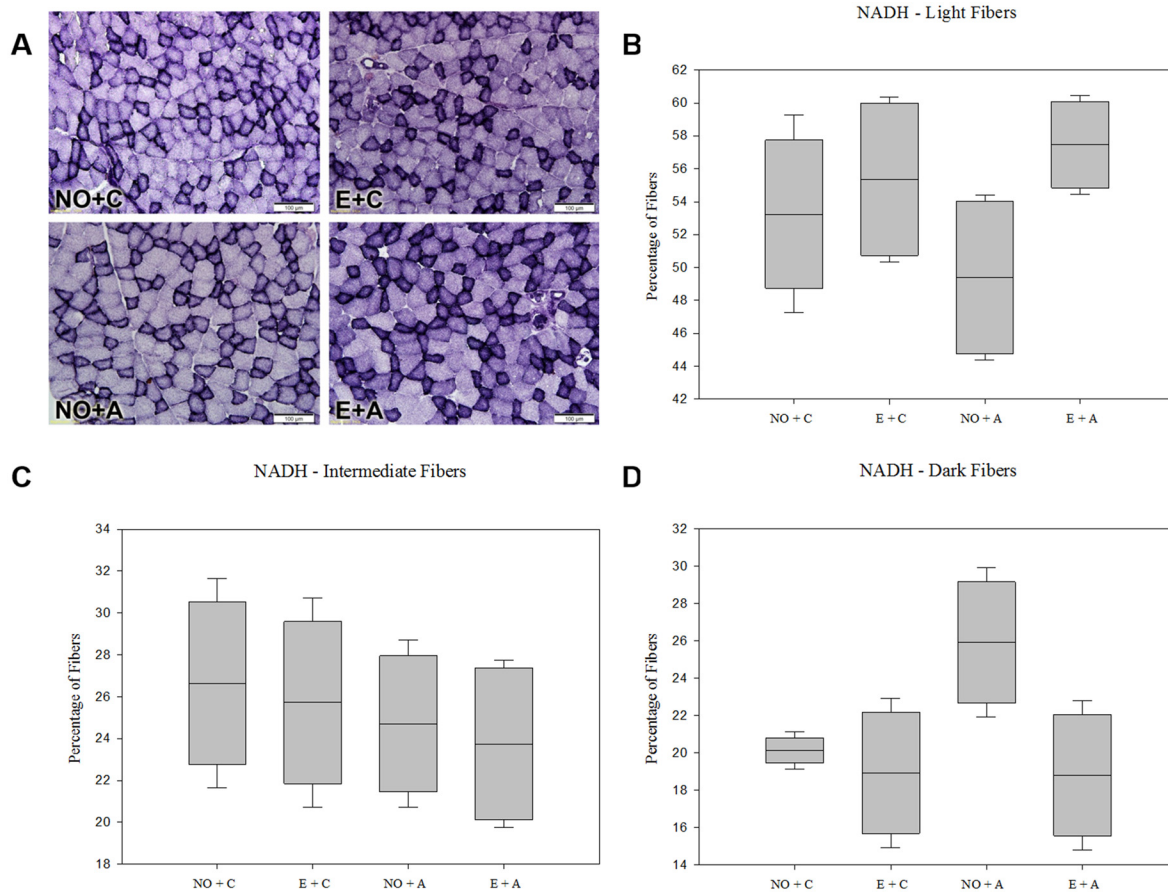 A
NO+C
100 µm
E+C
100 µm
NO+A
100 µm
E+A
100 µm
B
NADH - Light Fibers
Percentage of Fibers
62
60
58
56
54
52
50
48
46
44
42
NO + C
E + C
NO + A
E + A
C
NADH - Intermediate Fibers
Percentage of Fibers
34
32
30
28
26
24
22
20
18
NO + C
E + C
NO + A
E + A
D
NADH - Dark Fibers
Percentage of Fibers
32
30
28
26
24
22
20
18
16
14
NO + C
E + C
NO + A
E + A